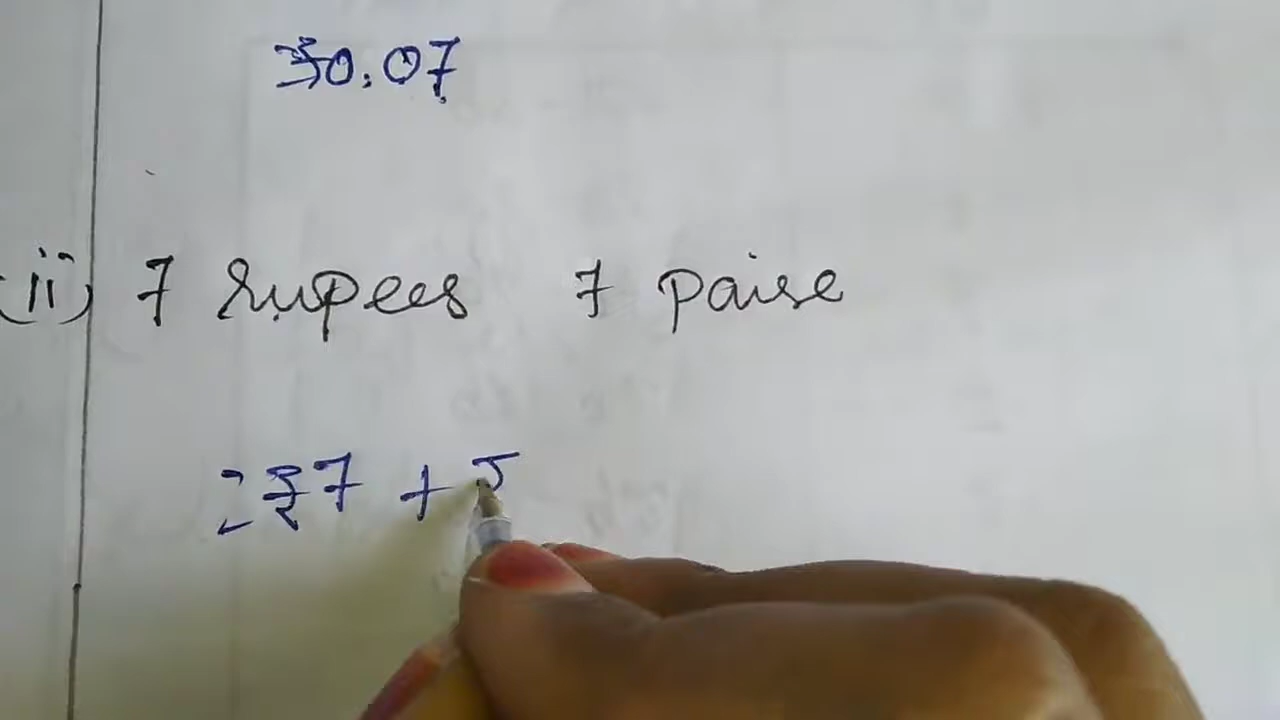 ₹0.07
(ii) 7 rupees 7 paise
= ₹7 + ₹